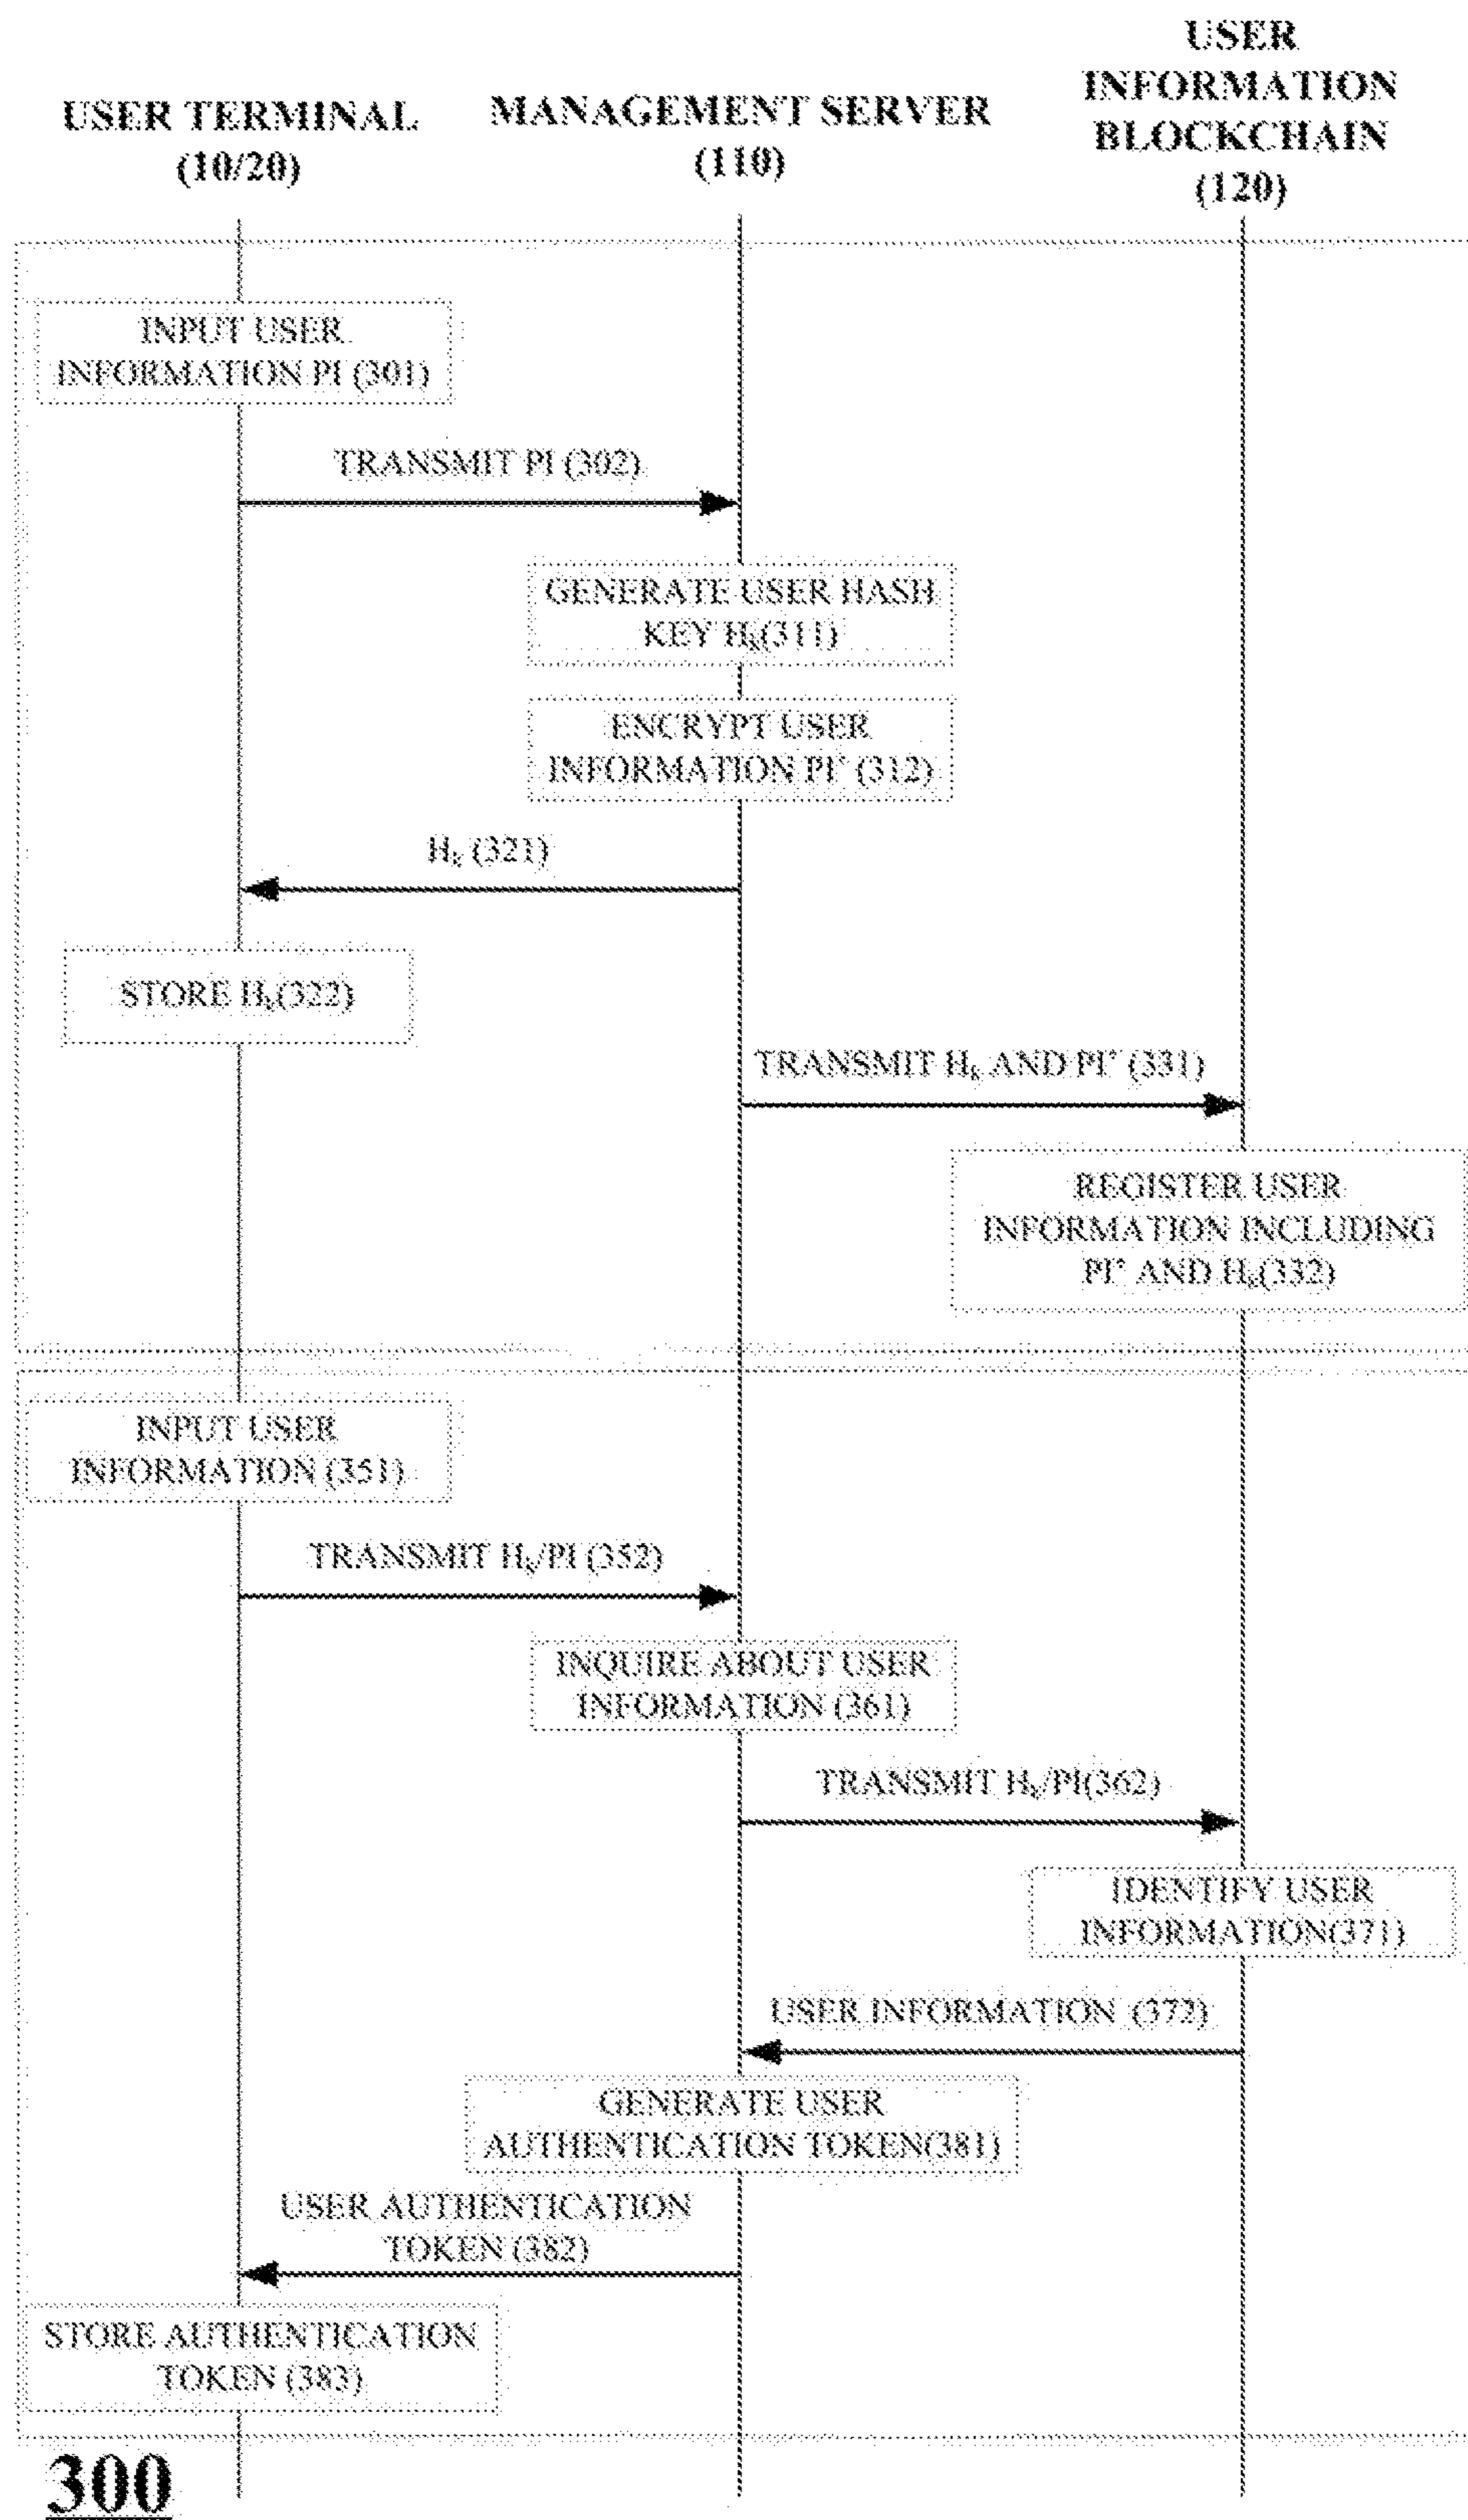 USER TERMINAL
(10/20)
MANAGEMENT SERVER
(110)
USER
INFORMATION
BLOCKCHAIN
(120)
INPUT USER
INFORMATION PI (301)
TRANSMIT PI (302)
GENERATE USER HASH
KEY Hk(311)
ENCRYPT USER
INFORMATION PI* (312)
Hk (321)
STORE Hk(322)
TRANSMIT Hk AND PI* (331)
REGISTER USER
INFORMATION INCLUDING
PI* AND Hk(332)
INPUT USER
INFORMATION (351)
TRANSMIT Hk/PI (352)
INQUIRE ABOUT USER
INFORMATION (361)
TRANSMIT Hk/PI(362)
IDENTIFY USER
INFORMATION(371)
USER INFORMATION (372)
GENERATE USER
AUTHENTICATION TOKEN(381)
USER AUTHENTICATION
TOKEN (382)
STORE AUTHENTICATION
TOKEN (383)
300